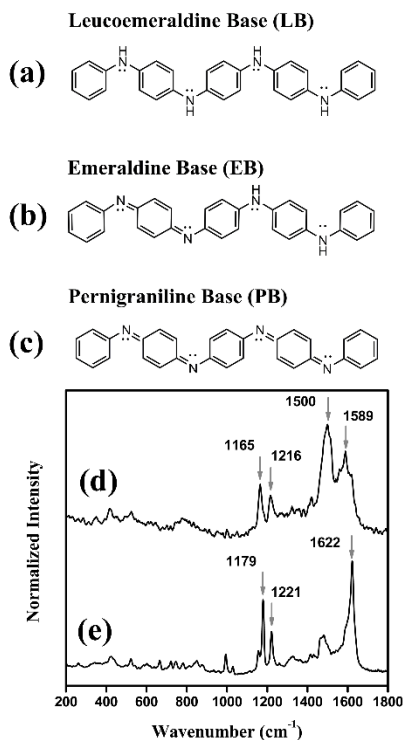 Leucoemeraldine Base (LB)
(a)
H
N
H
N
N
H
N
H
Emeraldine Base (EB)
(b)
H
N
N
N
N
H
Pernigraniline Base (PB)
(c)
N
N
N
N
1500
1589
1165
1216
(d)
1179
1622
1221
(e)
Normalized Intensity
200 400 600 800 1000 1200 1400 1600 1800
Wavenumber (cm⁻¹)